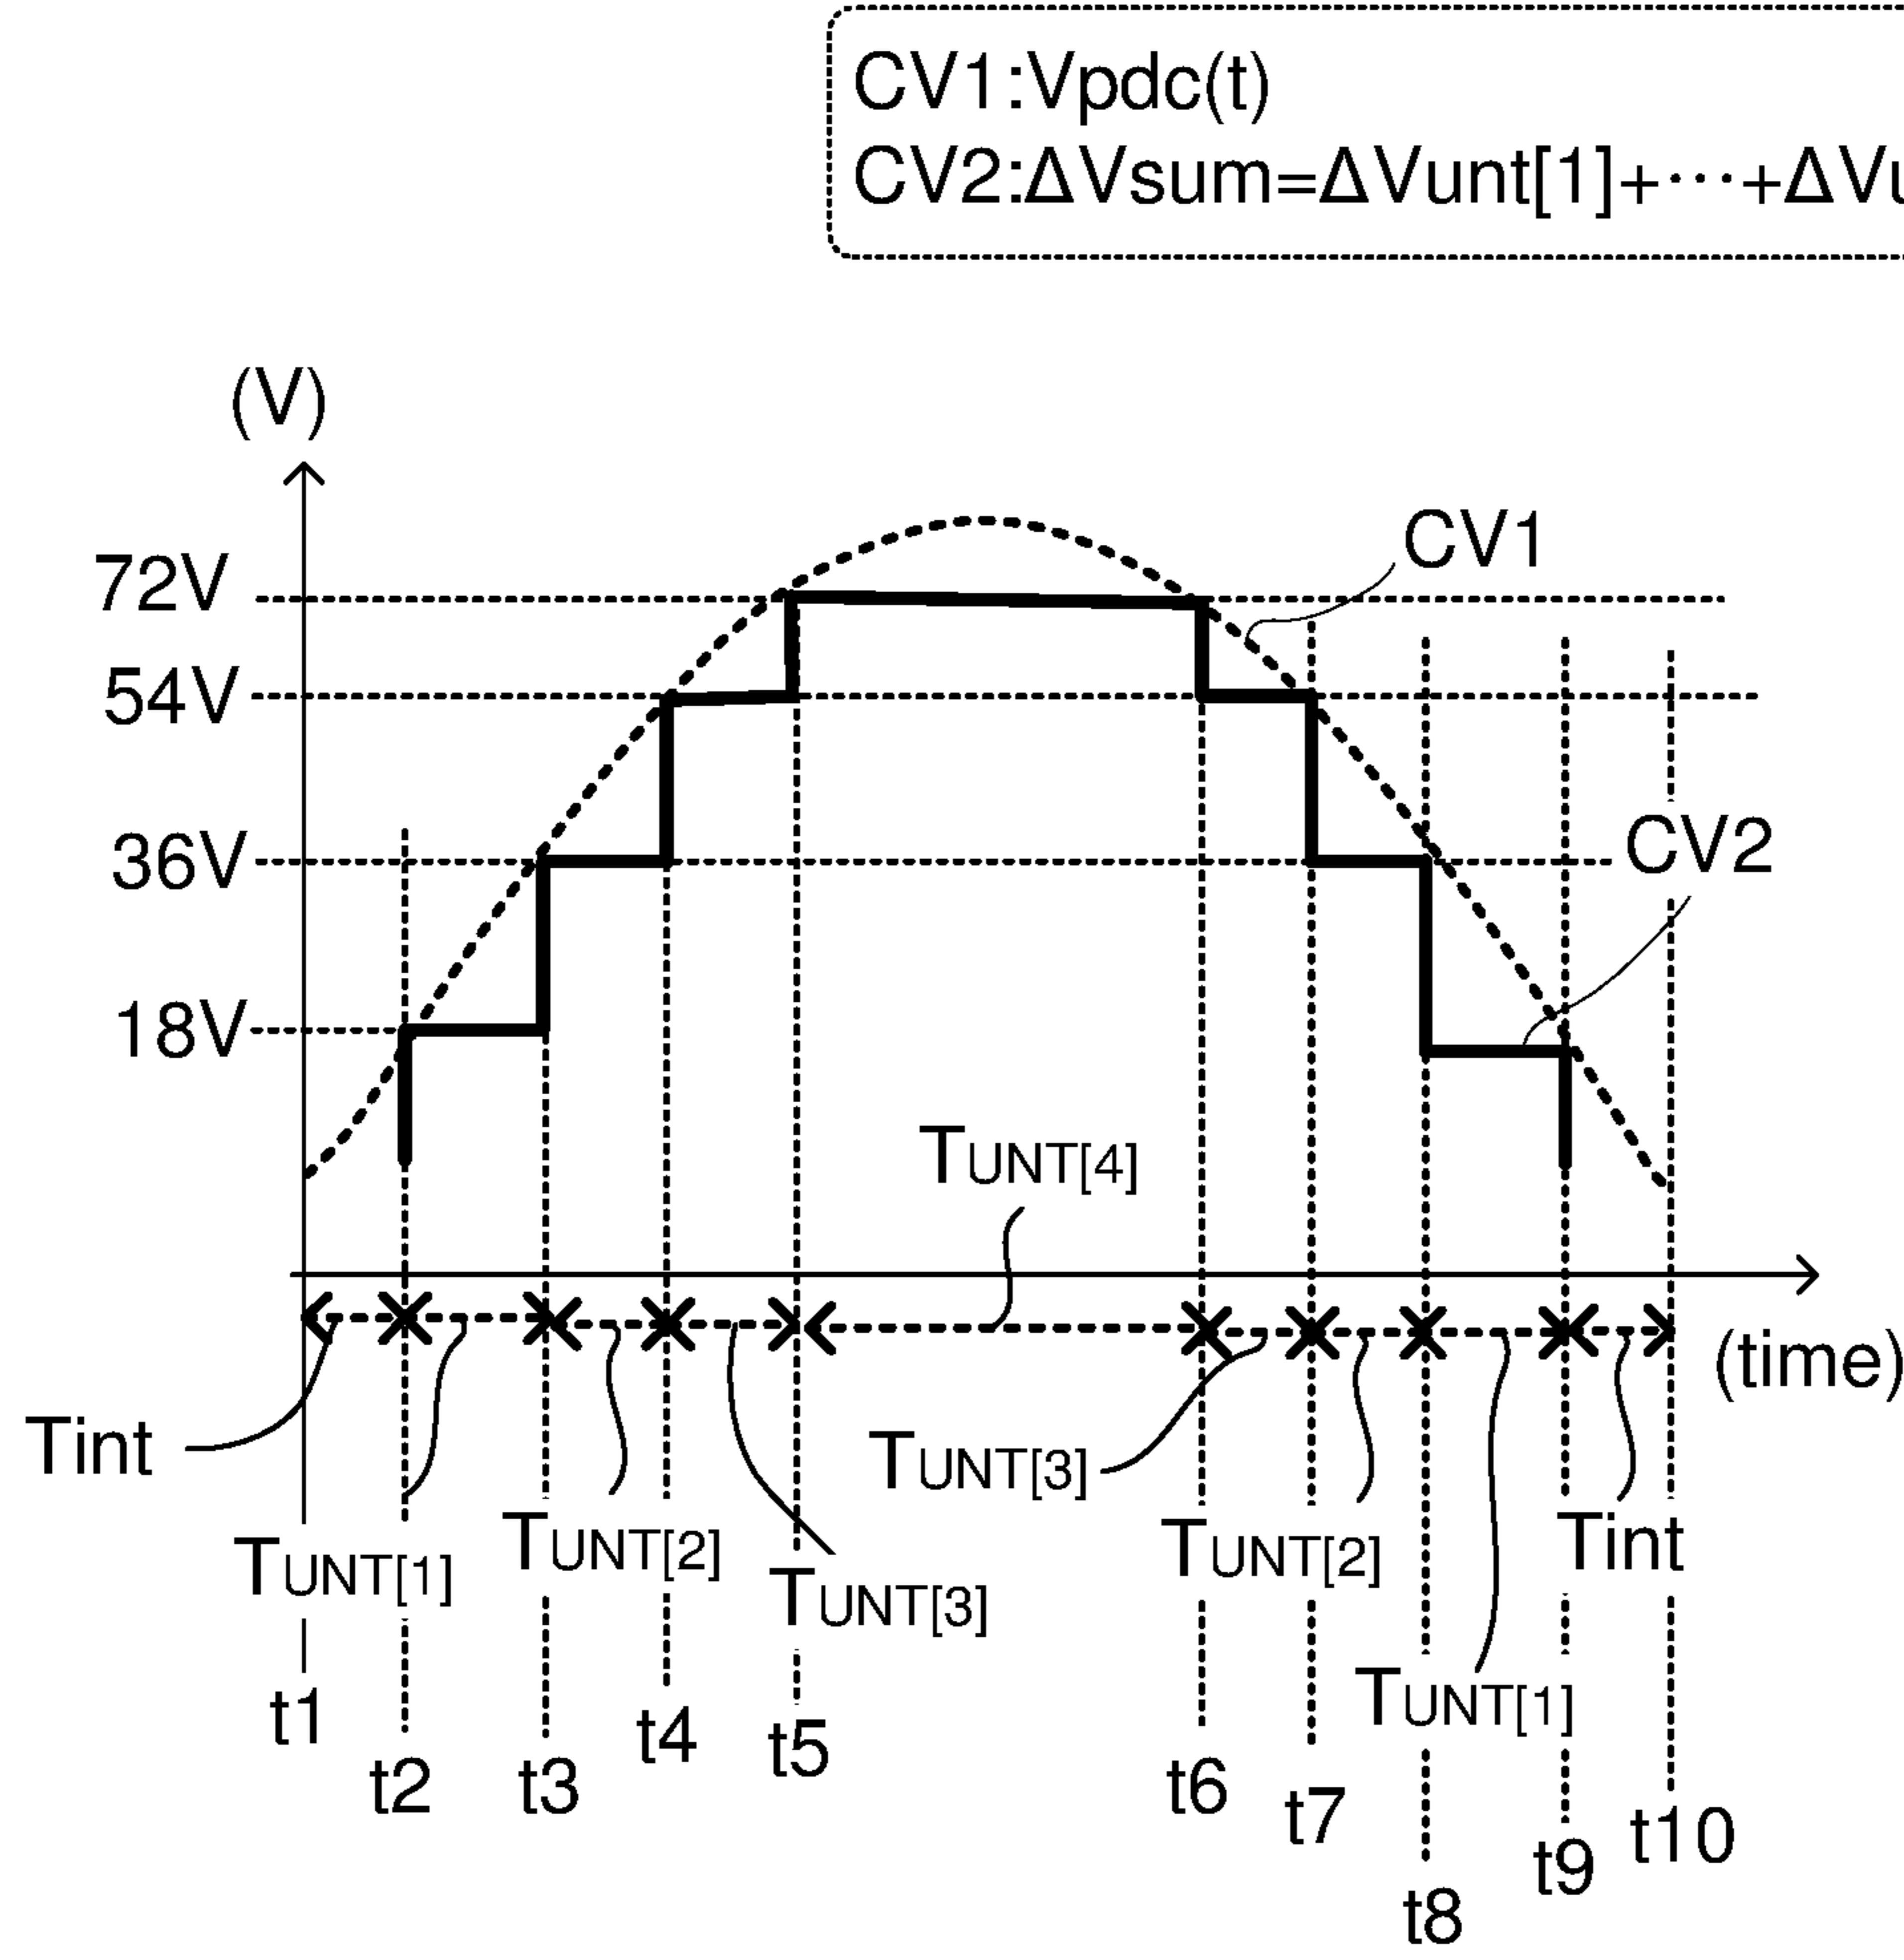 CV1:Vpdc(t)
CV2:ΔVsum=ΔVunt[1]+···+ΔVu
(V)
72V
54V
36V
18V
CV1
CV2
TUNT[4]
(time)
Tint
TUNT[3]
TUNT[1]
TUNT[2]
TUNT[3]
TUNT[2]
Tint
TUNT[1]
t1
t2
t3
t4
t5
t6
t7
t8
t9
t10